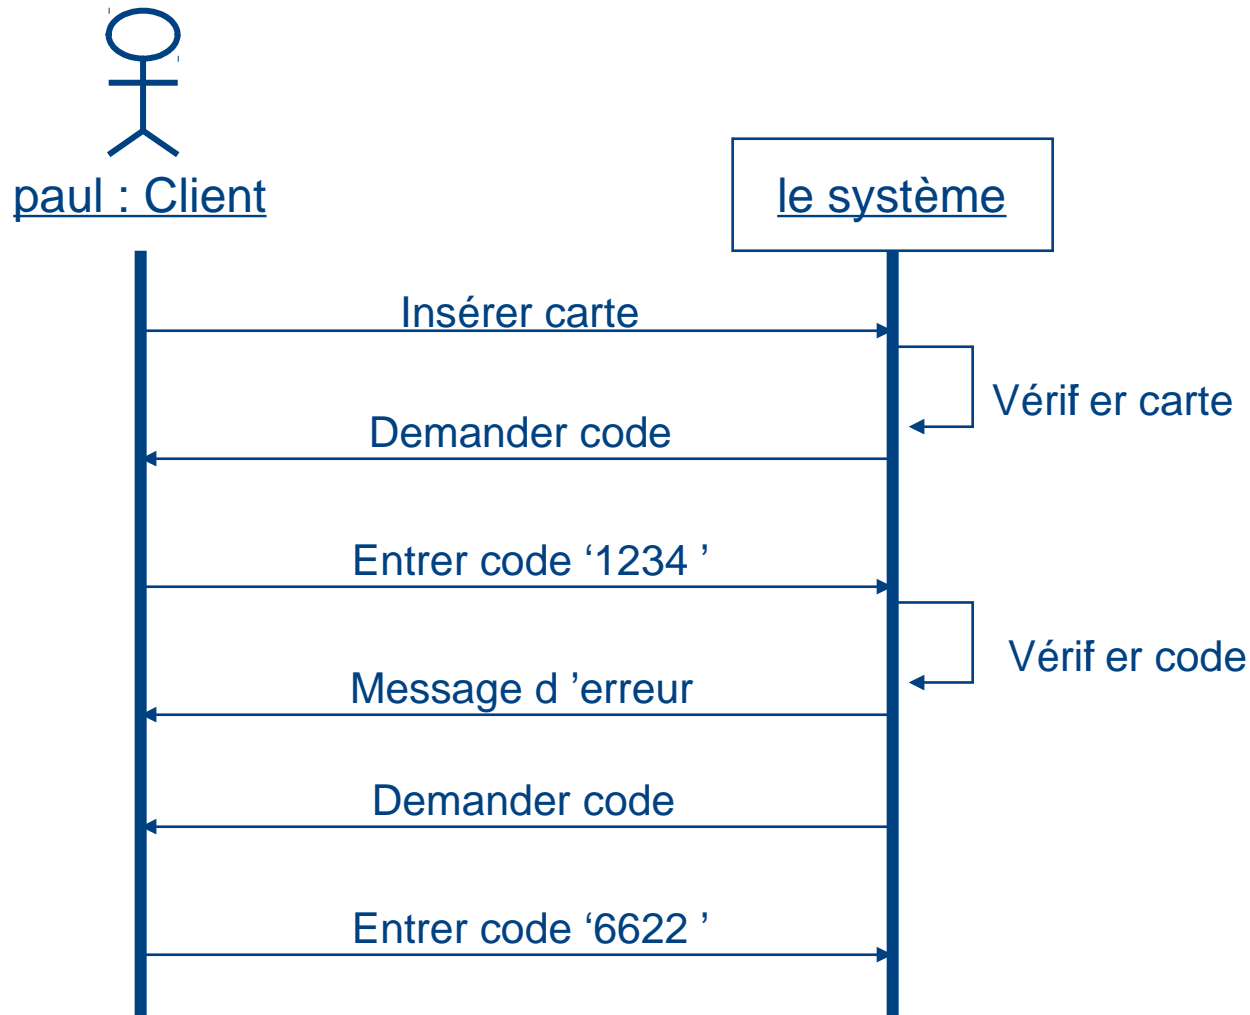 paul : Client
le système
Insérer carte
Vérif er carte
Demander code
Entrer code ‘1234 ’
Vérif er code
Message d ’erreur
Demander code
Entrer code ‘6622 ’